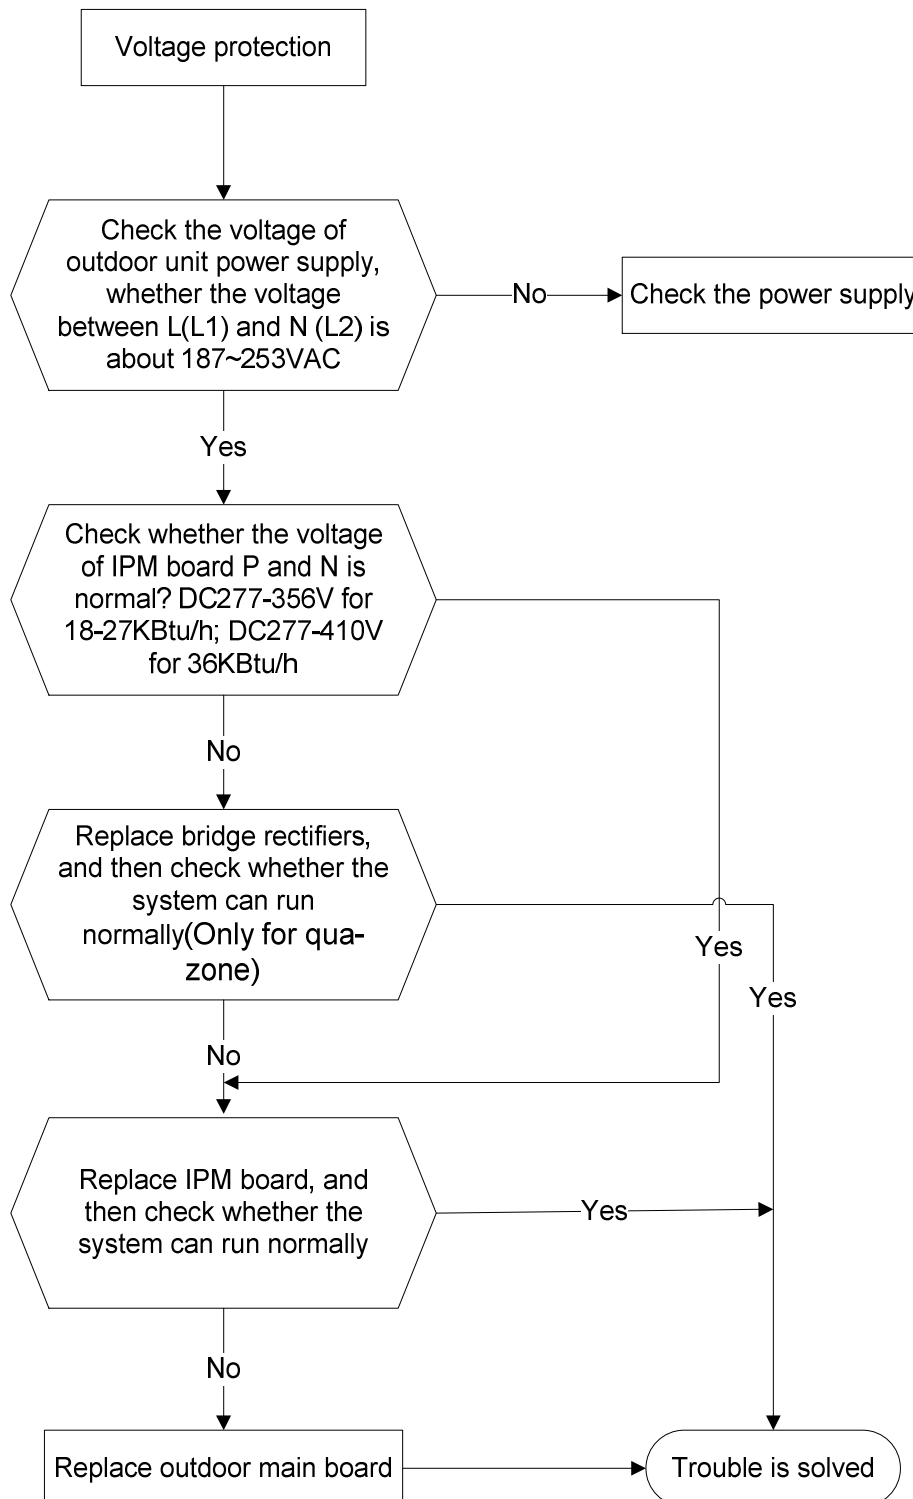 Voltage protection
Check the voltage of
outdoor unit power supply,
whether the voltage
between L(L1) and N (L2) is
about 187~253VAC
No
Check the power supply
Yes
Check whether the voltage
of IPM board P and N is
normal? DC277-356V for
18-27KBtu/h; DC277-410V
for 36KBtu/h
No
Replace bridge rectifiers,
and then check whether the
system can run
normally(Only for qua-
zone)
Yes
Yes
No
Replace IPM board, and
then check whether the
system can run normally
Yes
No
Replace outdoor main board
Trouble is solved